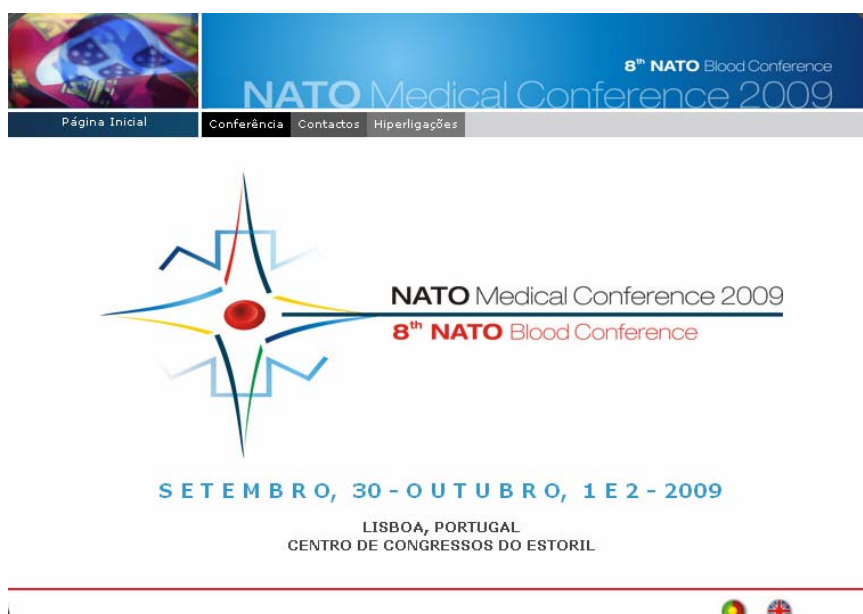 8th NATO Blood Conference
NATO Medical Conference 2009
Página Inicial
Conferência Contactos Hiperligações
NATO Medical Conference 2009
8th NATO Blood Conference
SETEMBRO, 30 - OUTUBRO, 1 E 2 - 2009
LISBOA, PORTUGAL
CENTRO DE CONGRESSOS DO ESTORIL